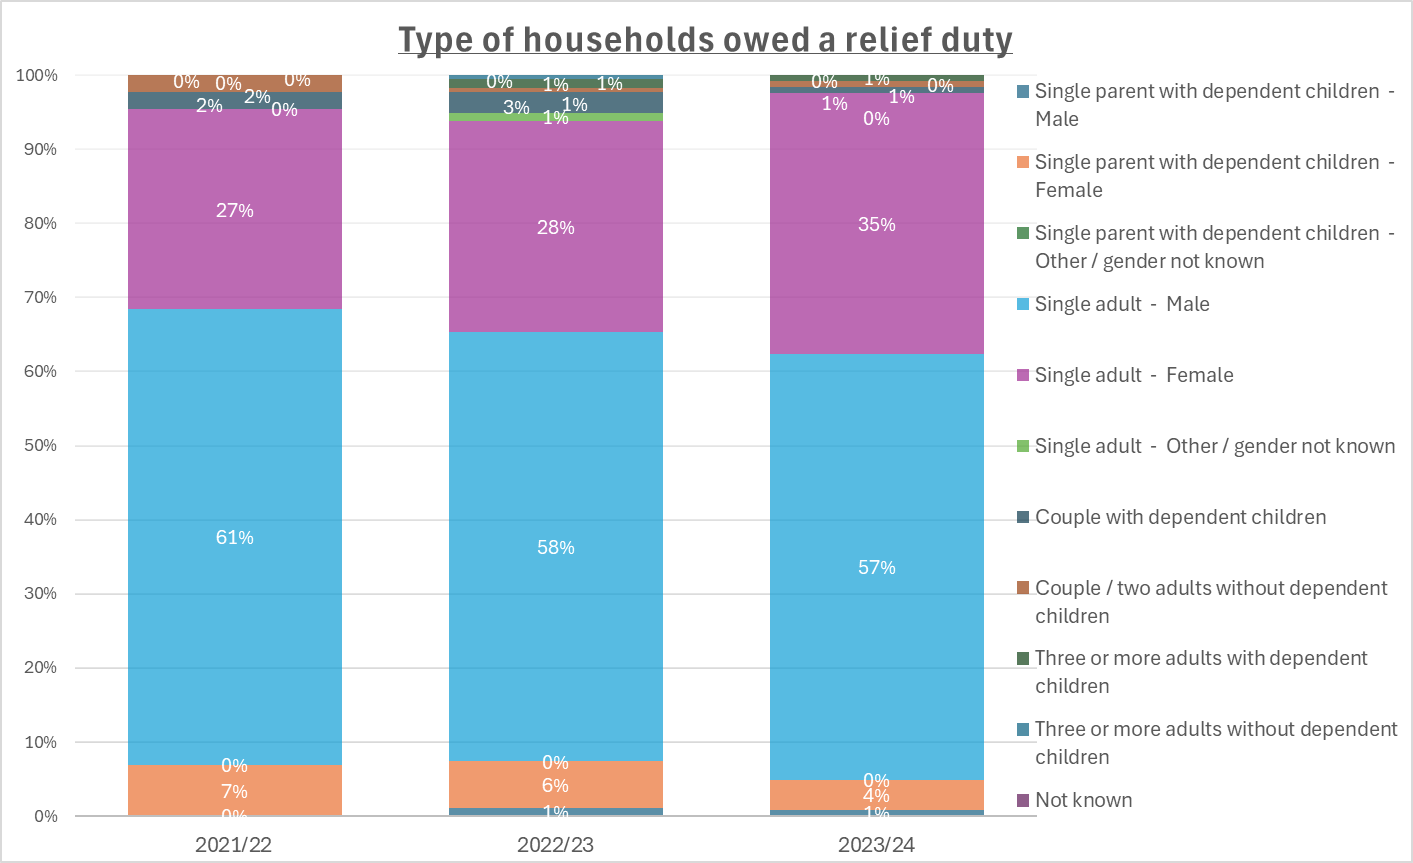 Type of households owed a relief duty
100%
90%
80%
70%
60%
50%
40%
30%
20%
10%
0%
0% 0% 0%
2% 2% 0%
27%
61%
0%
7%
0%
2021/22
0% 1% 1%
3% 1%
1%
28%
58%
0%
6%
1%
2022/23
0% 1% 0%
1% 1%
0%
35%
57%
0%
4%
1%
2023/24
Single parent with dependent children -
Male
Single parent with dependent children -
Female
Single parent with dependent children -
Other / gender not known
Single adult - Male
Single adult - Female
Single adult - Other / gender not known
Couple with dependent children
Couple / two adults without dependent
children
Three or more adults with dependent
children
Three or more adults without dependent
children
Not known